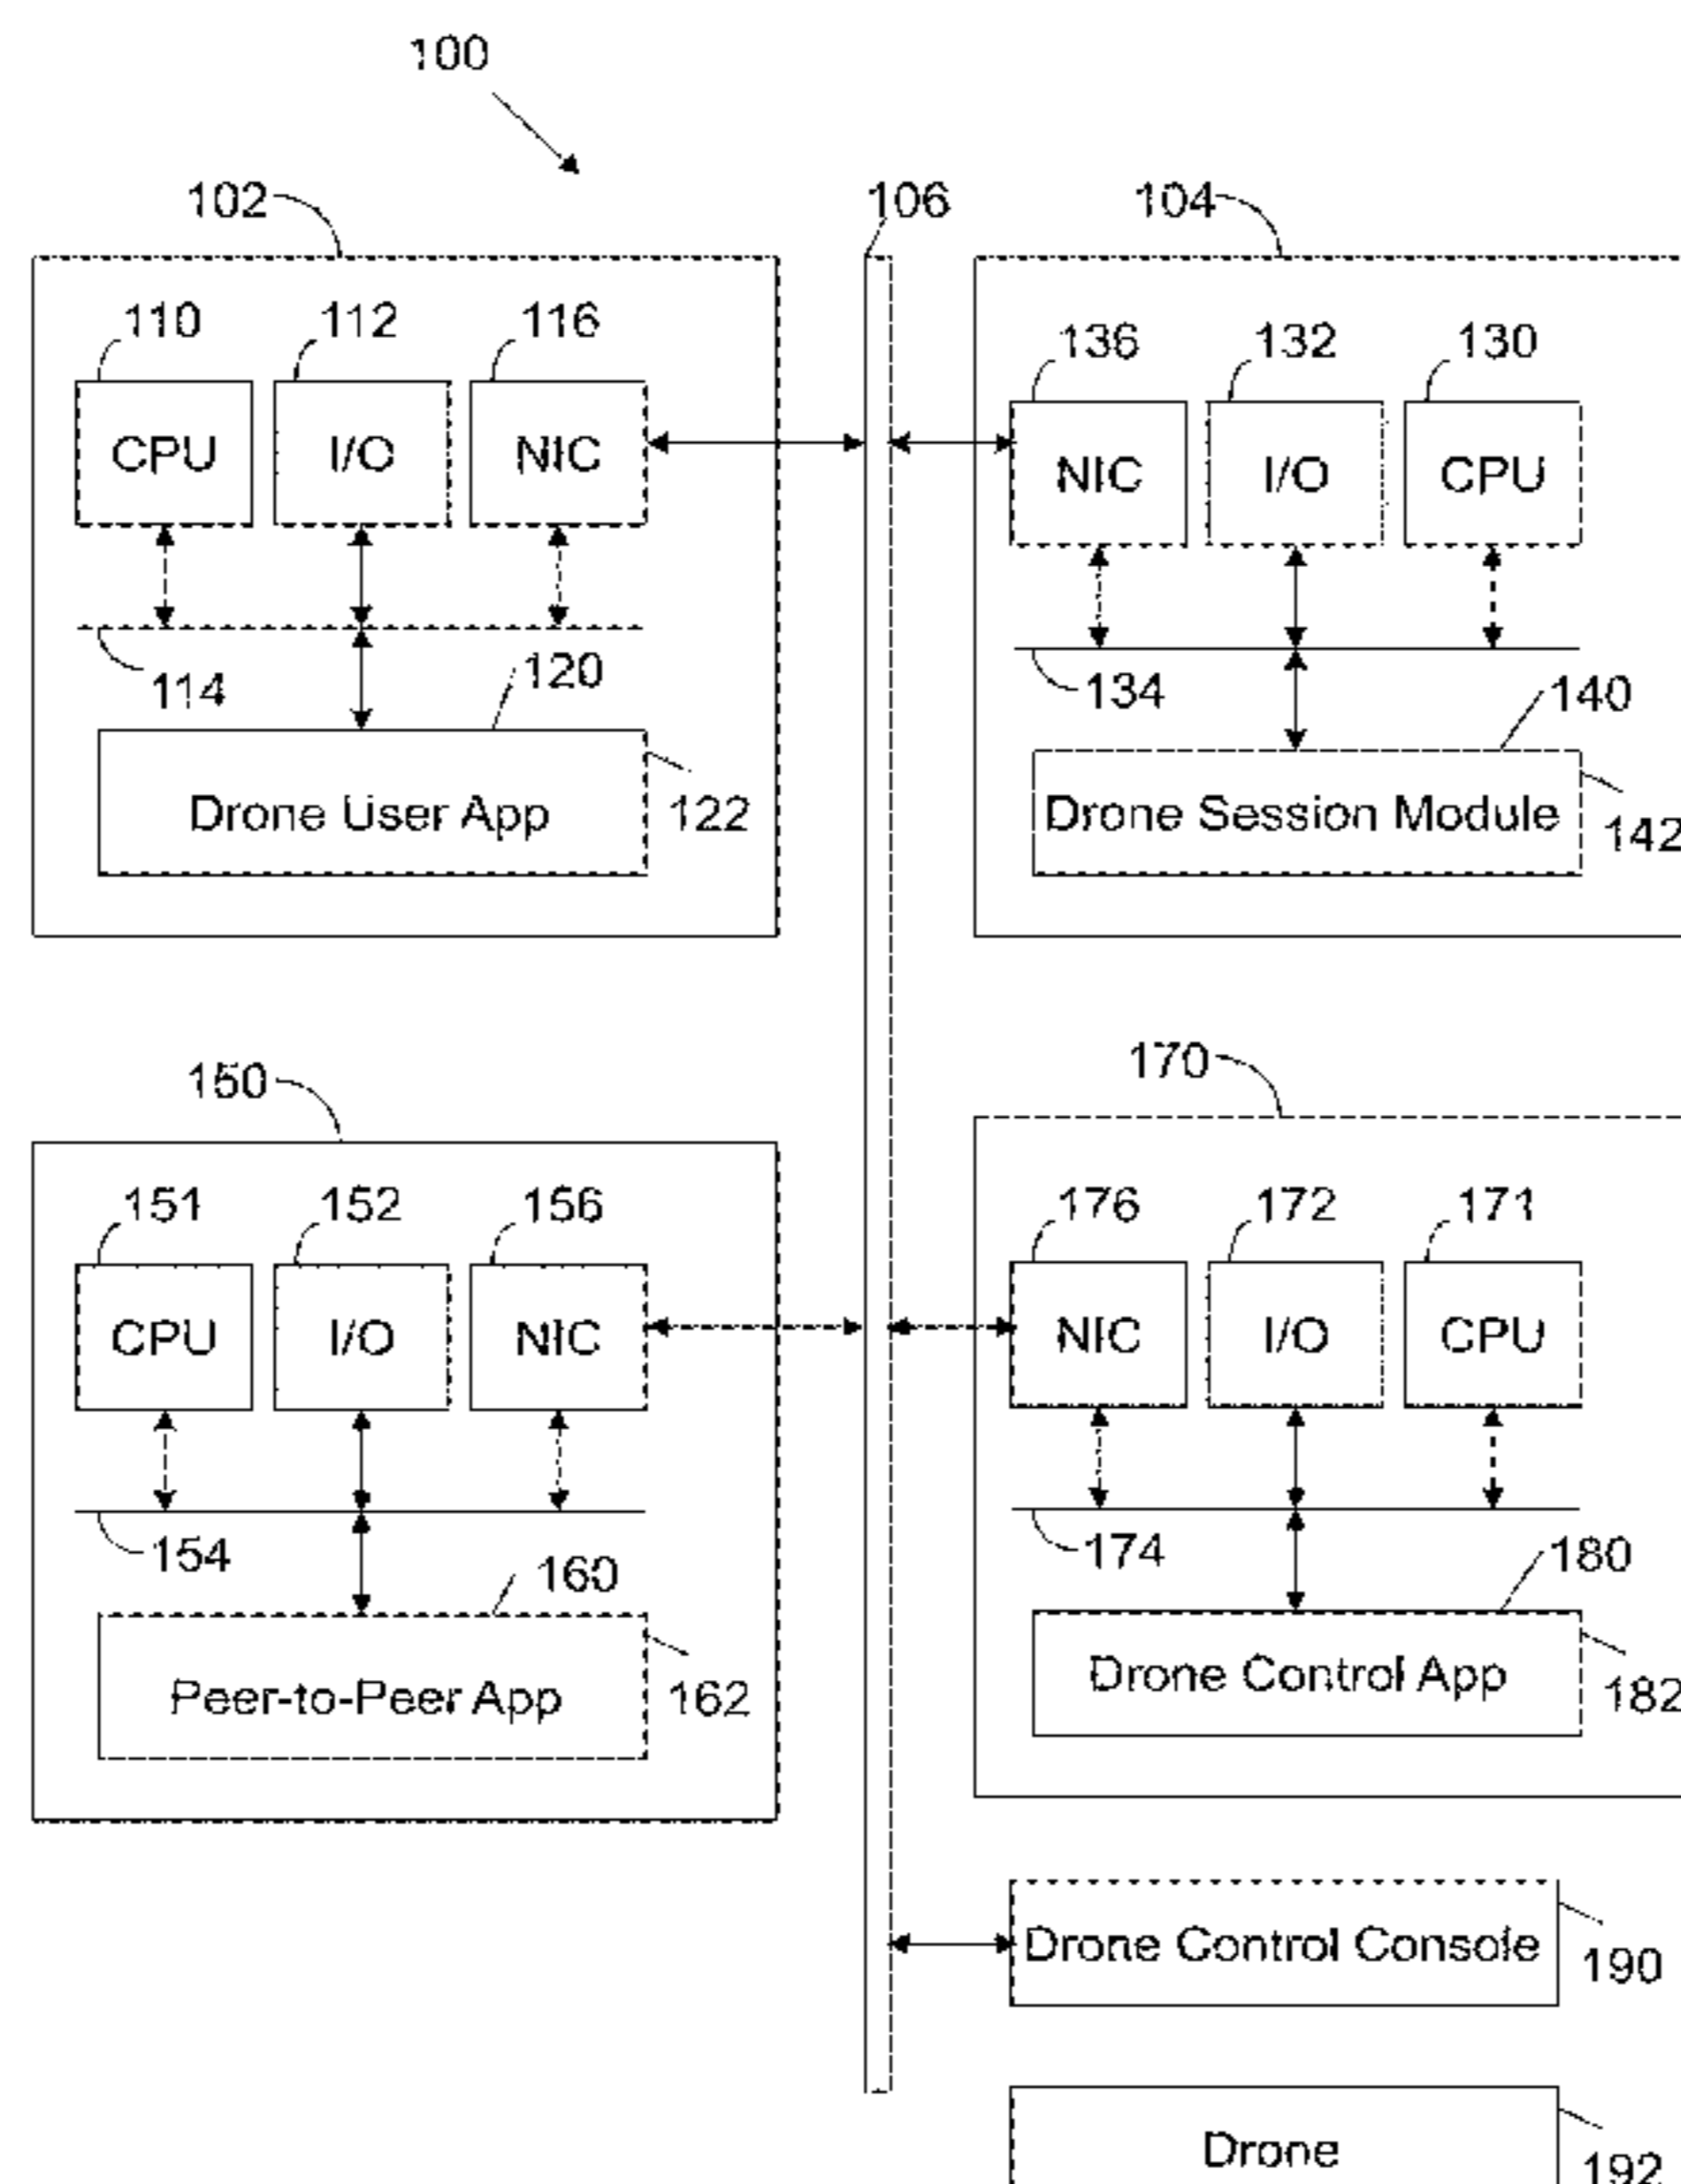 100
102
106
104
110
112
116
136
132
130
CPU
I/O
NIC
NIC
I/O
CPU
114
120
134
140
Drone User App
122
Drone Session Module
142
150
170
151
152
156
176
172
171
CPU
I/O
NIC
NIC
I/O
CPU
154
160
174
180
Peer-to-Peer App
162
Drone Control App
182
Drone Control Console
190
Drone
192